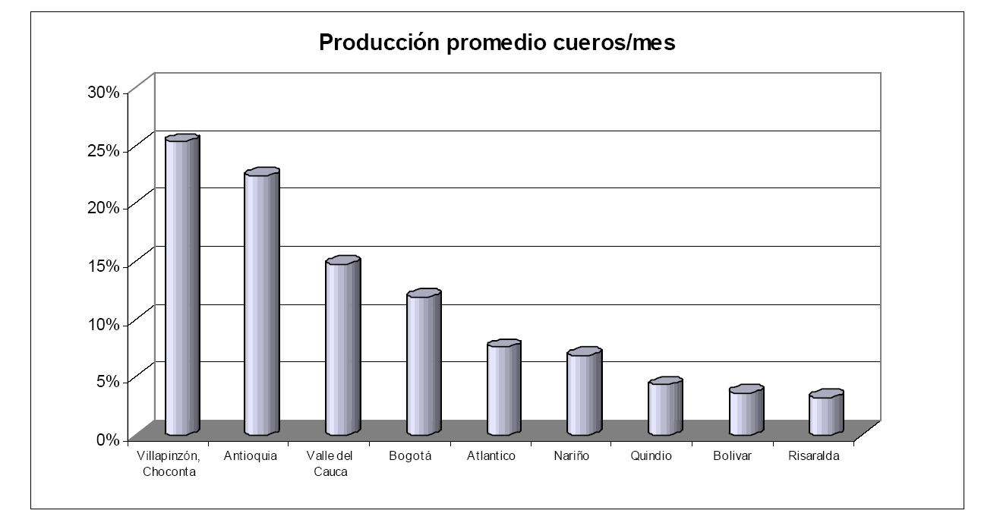 Producción promedio cueros/mes
30%
25%
20%
15%
10%
5%
0%
Villapinzón,
Choconta
Antioquia
Valle del
Cauca
Bogotá
Atlantico
Nariño
Quindio
Bolivar
Risaralda